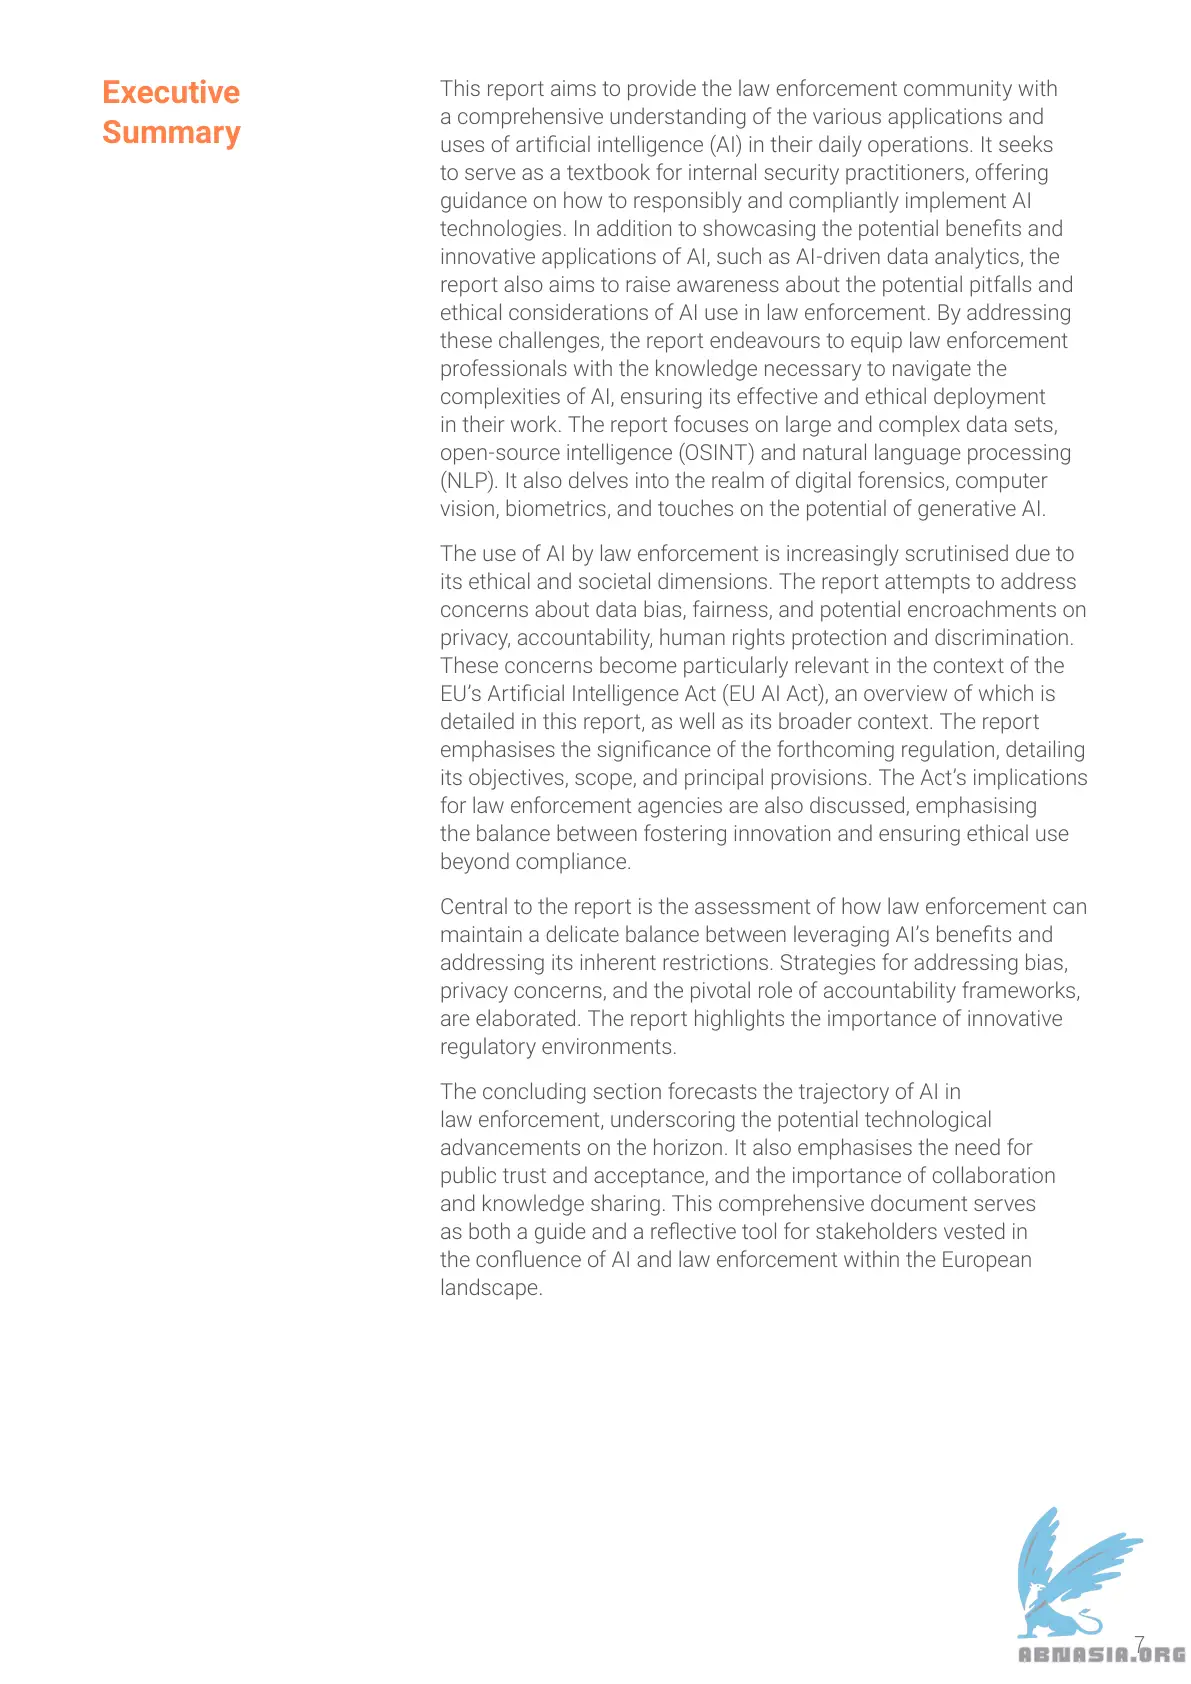 Executive
Summary
This report aims to provide the law enforcement community with
a comprehensive understanding of the various applications and
uses of artificial intelligence (AI) in their daily operations. It seeks
to serve as a textbook for internal security practitioners, offering
guidance on how to responsibly and compliantly implement AI
technologies. In addition to showcasing the potential benefits and
innovative applications of AI, such as AI-driven data analytics, the
report also aims to raise awareness about the potential pitfalls and
ethical considerations of AI use in law enforcement. By addressing
these challenges, the report endeavours to equip law enforcement
professionals with the knowledge necessary to navigate the
complexities of AI, ensuring its effective and ethical deployment
in their work. The report focuses on large and complex data sets,
open-source intelligence (OSINT) and natural language processing
(NLP). It also delves into the realm of digital forensics, computer
vision, biometrics, and touches on the potential of generative AI.
The use of AI by law enforcement is increasingly scrutinised due to
its ethical and societal dimensions. The report attempts to address
concerns about data bias, fairness, and potential encroachments on
privacy, accountability, human rights protection and discrimination.
These concerns become particularly relevant in the context of the
EU’s Artificial Intelligence Act (EU AI Act), an overview of which is
detailed in this report, as well as its broader context. The report
emphasises the significance of the forthcoming regulation, detailing
its objectives, scope, and principal provisions. The Act’s implications
for law enforcement agencies are also discussed, emphasising
the balance between fostering innovation and ensuring ethical use
beyond compliance.
Central to the report is the assessment of how law enforcement can
maintain a delicate balance between leveraging AI’s benefits and
addressing its inherent restrictions. Strategies for addressing bias,
privacy concerns, and the pivotal role of accountability frameworks,
are elaborated. The report highlights the importance of innovative
regulatory environments.
The concluding section forecasts the trajectory of AI in
law enforcement, underscoring the potential technological
advancements on the horizon. It also emphasises the need for
public trust and acceptance, and the importance of collaboration
and knowledge sharing. This comprehensive document serves
as both a guide and a reflective tool for stakeholders vested in
the confluence of AI and law enforcement within the European
landscape.
7
ABNASIA.ORG